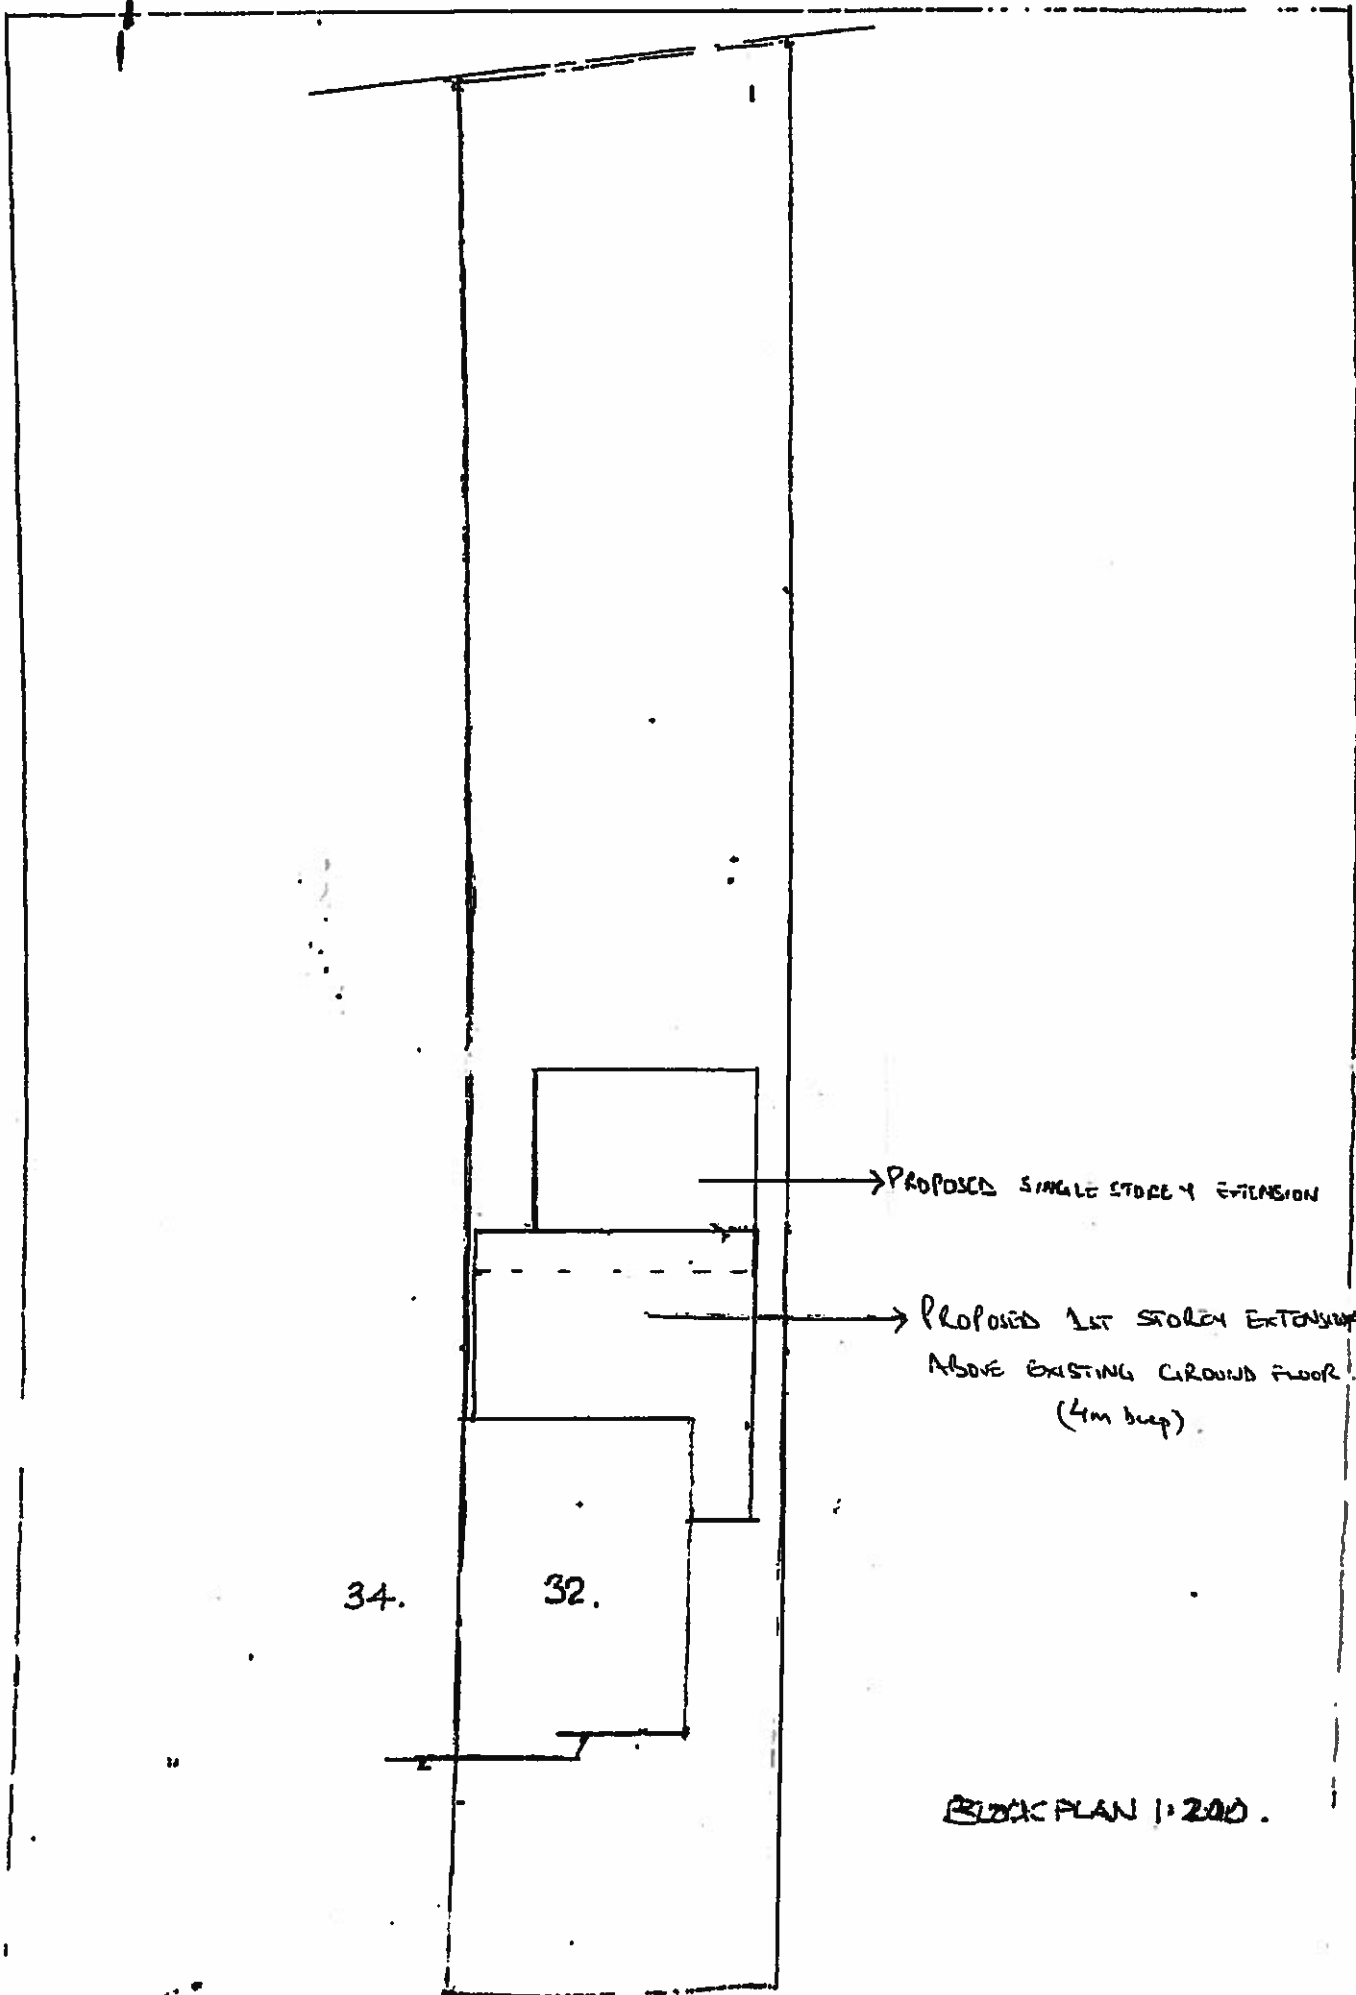 PROPOSED SINGLE STOREY EXTENSION
PROPOSED 1ST STOREY EXTENSION
ABOVE EXISTING GROUND FLOOR.
(4m Deep)
34.
32.
BLOCK PLAN 1:200.